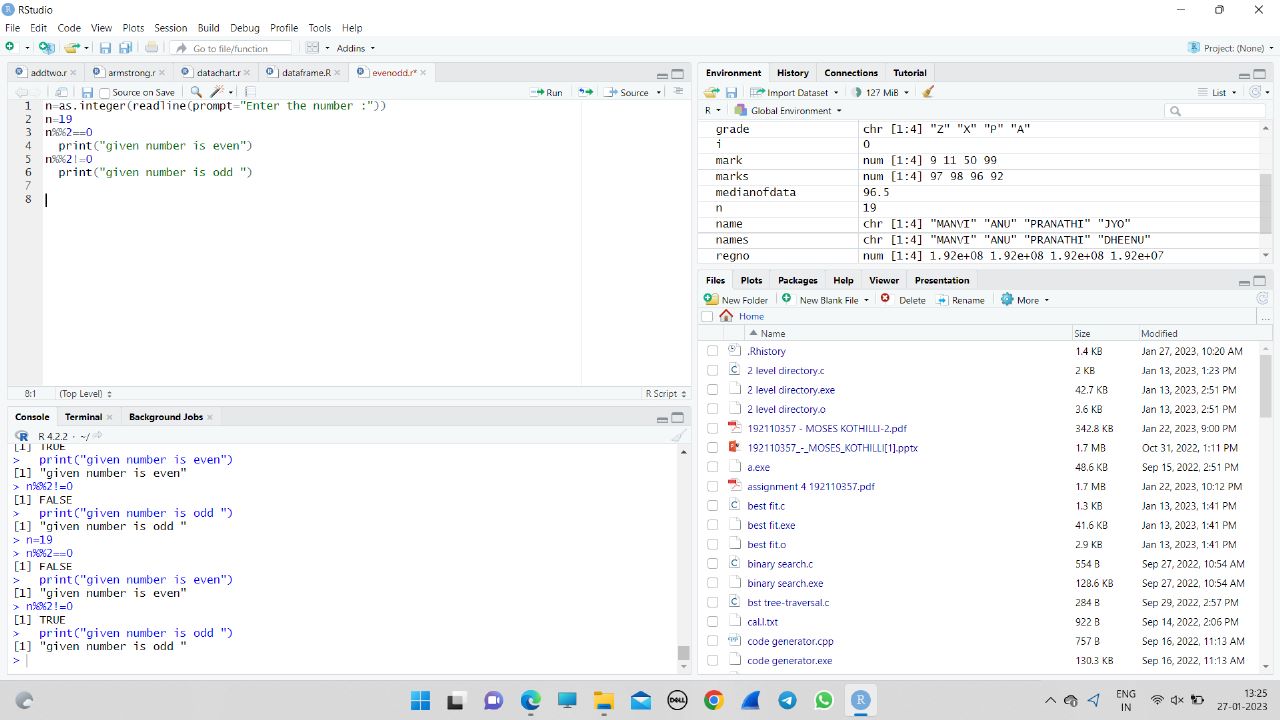 RStudio
File Edit Code View Plots Session Build Debug Profile Tools Help
Go to file/function Addins Project: (None)
addtwo.r armstrong.r datachart.r dataframe.R evenodd.r*
Source on Save Run Source
n=as.integer(readline(prompt="Enter the number :"))
2 n=19
3 n%%2==0
4 print("given number is even")
5 n%%2!=0
6 print("given number is odd ")
7
8
8:1 (Top Level) R Script
Console Terminal Background Jobs
R 4.2.2 · ~/
[1] TRUE
> print("given number is even")
[1] "given number is even"
> n%%2!=0
[1] FALSE
> print("given number is odd ")
[1] "given number is odd "
> n=19
> n%%2==0
[1] FALSE
> print("given number is even")
[1] "given number is even"
> n%%2!=0
[1] TRUE
> print("given number is odd ")
[1] "given number is odd "
>
Environment History Connections Tutorial
Import Dataset 127 MiB List
R Global Environment
grade chr [1:4] "Z" "X" "P" "A"
i 0
mark num [1:4] 9 11 50 99
marks num [1:4] 97 98 96 92
medianofdata 96.5
n 19
name chr [1:4] "MANVI" "ANU" "PRANATHI" "JYO"
names chr [1:4] "MANVI" "ANU" "PRANATHI" "DHEENU"
regno num [1:4] 1.92e+08 1.92e+08 1.92e+08 1.92e+07
Files Plots Packages Help Viewer Presentation
New Folder New Blank File Delete Rename More
Home ...
Name Size Modified
.Rhistory 1.4 KB Jan 27, 2023, 10:20 AM
2 level directory.c 2 KB Jan 13, 2023, 1:23 PM
2 level directory.exe 42.7 KB Jan 13, 2023, 2:51 PM
2 level directory.o 3.6 KB Jan 13, 2023, 2:51 PM
192110357 - MOSES KOTHILLI-2.pdf 342.8 KB Jan 23, 2023, 9:00 PM
192110357_-_MOSES_KOTHILLI[1].pptx 1.7 MB Oct 31, 2022, 1:11 PM
a.exe 48.6 KB Sep 13, 2022, 2:51 PM
assignment 4 192110357.pdf 1.7 MB Jan 22, 2023, 10:12 PM
best fit.c 1.3 KB Jan 13, 2023, 1:41 PM
best fit.exe 41.6 KB Jan 13, 2023, 1:41 PM
best fit.o 2.9 KB Jan 13, 2023, 1:41 PM
binary search.c 554 B Sep 27, 2022, 10:54 AM
binary search.exe 128.6 KB Sep 27, 2022, 10:54 AM
bst tree-traversal.c 284 B Sep 29, 2022, 2:57 PM
cal.l.txt 922 B Sep 14, 2022, 2:06 PM
code generator.cpp 757 B Sep 16, 2022, 11:13 AM
code generator.exe 130.3 KB Sep 16, 2022, 11:13 AM
DELL
ENG
IN
13:25
27-01-2023